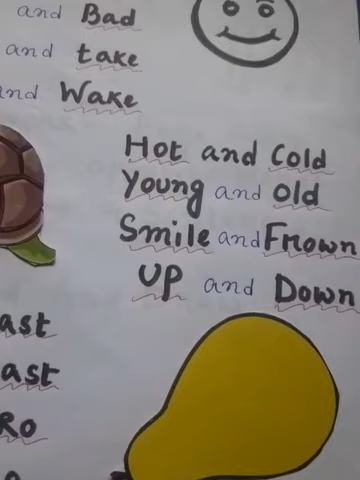 and Bad
and take
and Wake
Hot and Cold
Young and Old
Smile and Frown
UP and Down
ast
ast
Ro